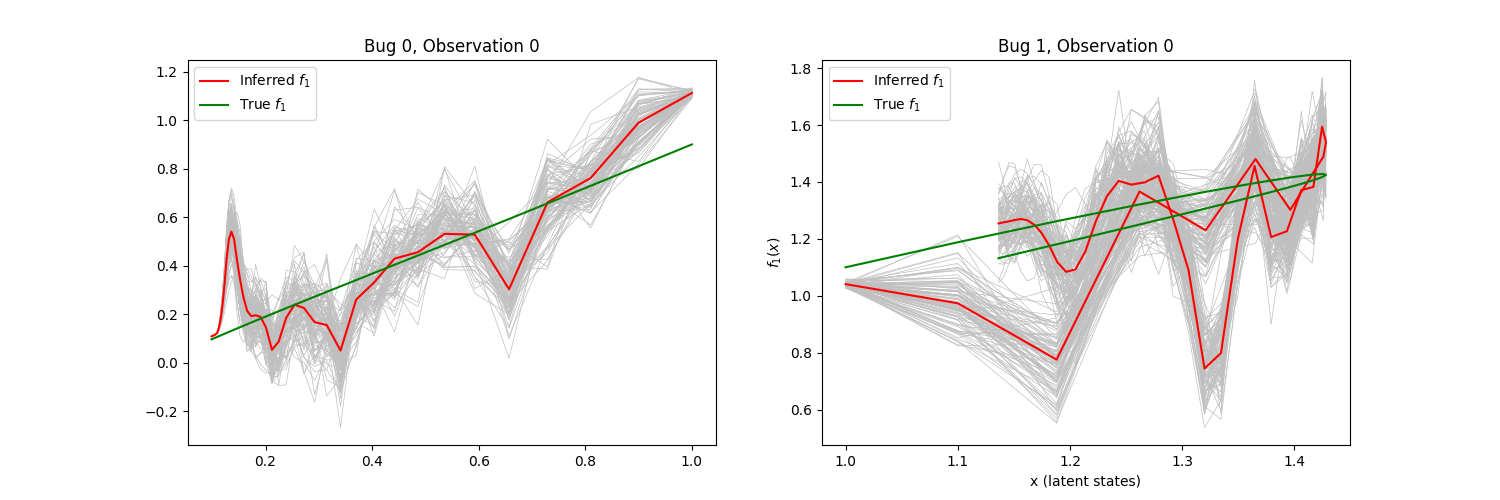 Bug 0, Observation 0
Inferred f₁
True f₁
1.2
1.0
0.8
0.6
0.4
0.2
0.0
−0.2
0.2 0.4 0.6 0.8 1.0
Bug 1, Observation 0
Inferred f₁
True f₁
f₁(x)
1.8
1.6
1.4
1.2
1.0
0.8
0.6
1.0 1.1 1.2 1.3 1.4
x (latent states)